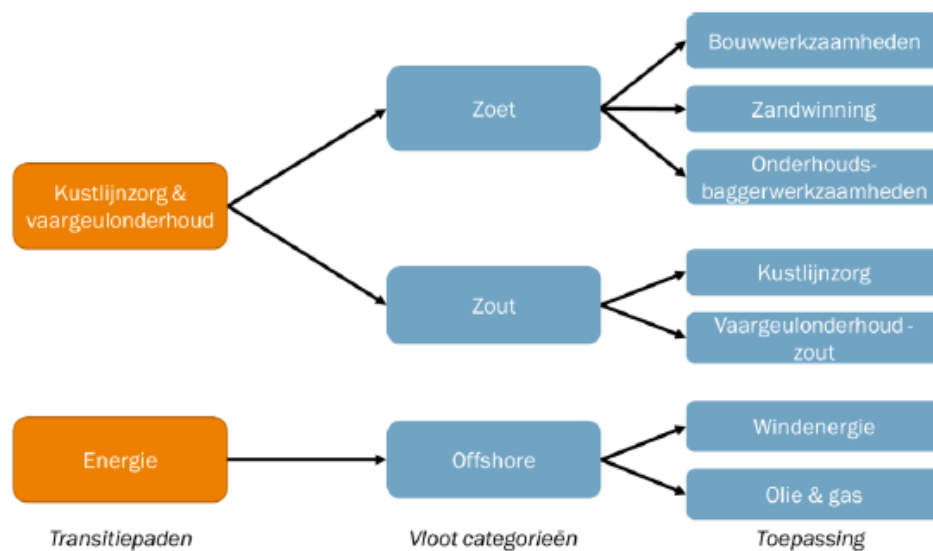 Bouwwerkzaamheden
Zoet
Zandwinning
Onderhouds-
baggerwerkzaamheden
Kustlijnzorg &
vaargeulonderhoud
Kustlijnzorg
Zout
Vaargeulonderhoud -
zout
Windenergie
Energie
Offshore
Olie & gas
Transitiepaden
Vloot categorieën
Toepassing